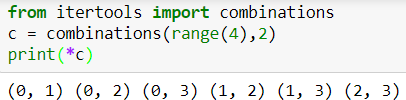 from itertools import combinations
c = combinations(range(4),2)
print(*c)
(0, 1) (0, 2) (0, 3) (1, 2) (1, 3) (2, 3)